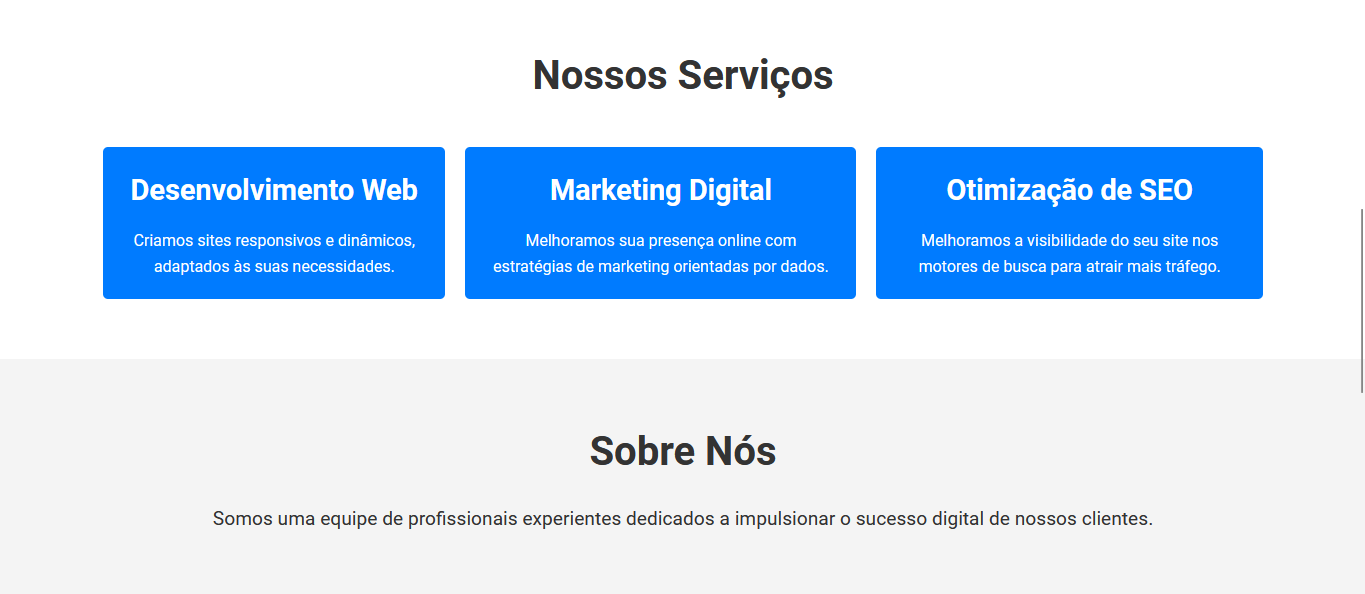 Nossos Serviços
Desenvolvimento Web
Criamos sites responsivos e dinâmicos,
adaptados às suas necessidades.
Marketing Digital
Melhoramos sua presença online com
estratégias de marketing orientadas por dados.
Otimização de SEO
Melhoramos a visibilidade do seu site nos
motores de busca para atrair mais tráfego.
Sobre Nós
Somos uma equipe de profissionais experientes dedicados a impulsionar o sucesso digital de nossos clientes.